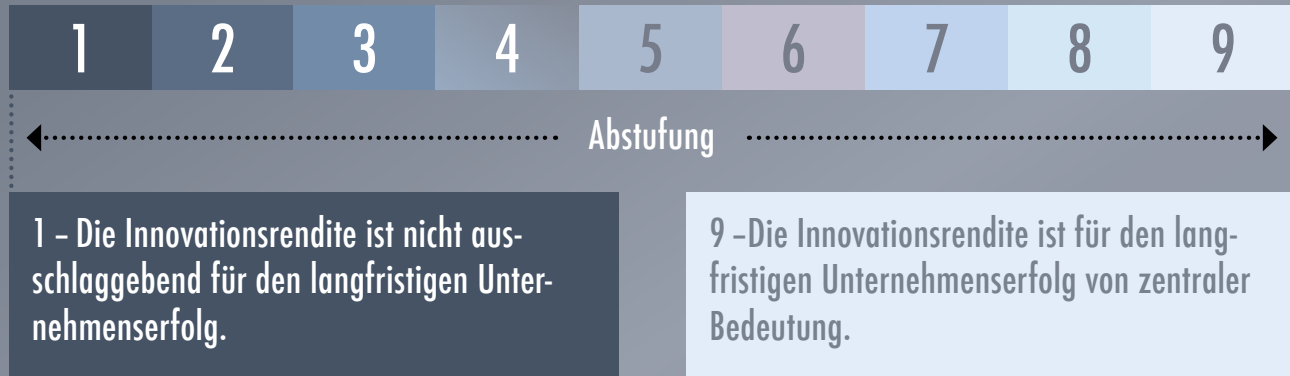 1 2 3 4 5 6 7 8 9
Abstufung
1 – Die Innovationsrendite ist nicht aus-
schlaggebend für den langfristigen Unter-
nehmenserfolg.
9 –Die Innovationsrendite ist für den lang-
fristigen Unternehmenserfolg von zentraler
Bedeutung.